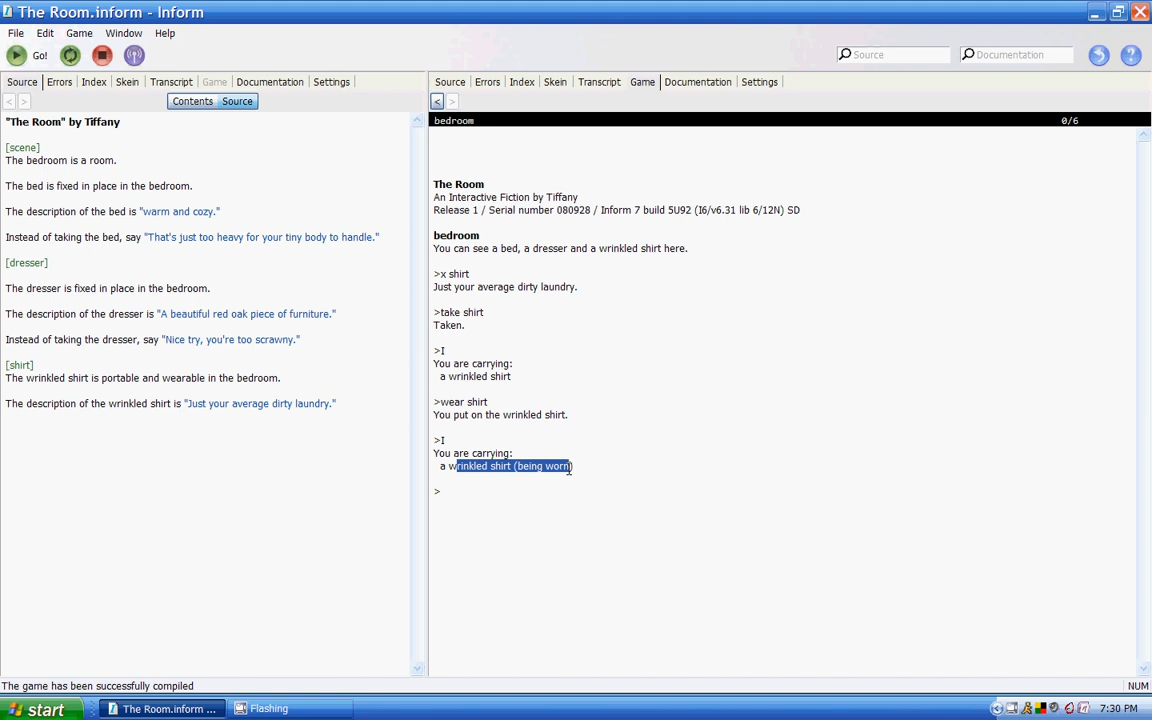 The Room.inform - Inform
File Edit Game Window Help
Go!
Source
Documentation
Source Errors Index Skein Transcript Game Documentation Settings
Source Errors Index Skein Transcript Game Documentation Settings
< >
Contents Source
< >
"The Room" by Tiffany
[scene]
The bedroom is a room.
The bed is fixed in place in the bedroom.
The description of the bed is "warm and cozy."
Instead of taking the bed, say "That's just too heavy for your tiny body to handle."
[dresser]
The dresser is fixed in place in the bedroom.
The description of the dresser is "A beautiful red oak piece of furniture."
Instead of taking the dresser, say "Nice try, you're too scrawny."
[shirt]
The wrinkled shirt is portable and wearable in the bedroom.
The description of the wrinkled shirt is "Just your average dirty laundry."
bedroom 0/6
The Room
An Interactive Fiction by Tiffany
Release 1 / Serial number 080928 / Inform 7 build 5U92 (I6/v6.31 lib 6/12N) SD
bedroom
You can see a bed, a dresser and a wrinkled shirt here.
>x shirt
Just your average dirty laundry.
>take shirt
Taken.
>I
You are carrying:
a wrinkled shirt
>wear shirt
You put on the wrinkled shirt.
>I
You are carrying:
a wrinkled shirt (being worn)
>
The game has been successfully compiled
NUM
start
The Room.inform ...
Flashing
7:30 PM